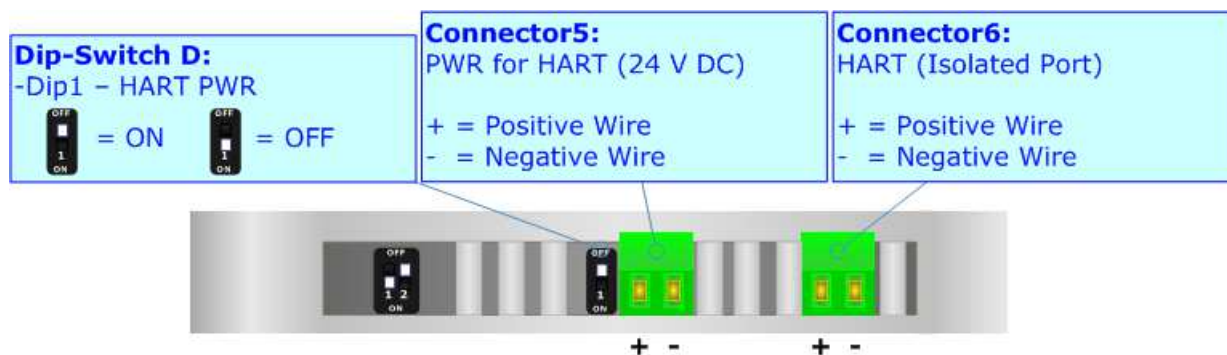 Dip-Switch D:
-Dip1 – HART PWR
OFF
1
ON
= ON
OFF
1
ON
= OFF
Connector5:
PWR for HART (24 V DC)
+ = Positive Wire
- = Negative Wire
Connector6:
HART (Isolated Port)
+ = Positive Wire
- = Negative Wire
OFF
1 2
ON
OFF
1
ON
+ -
+ -